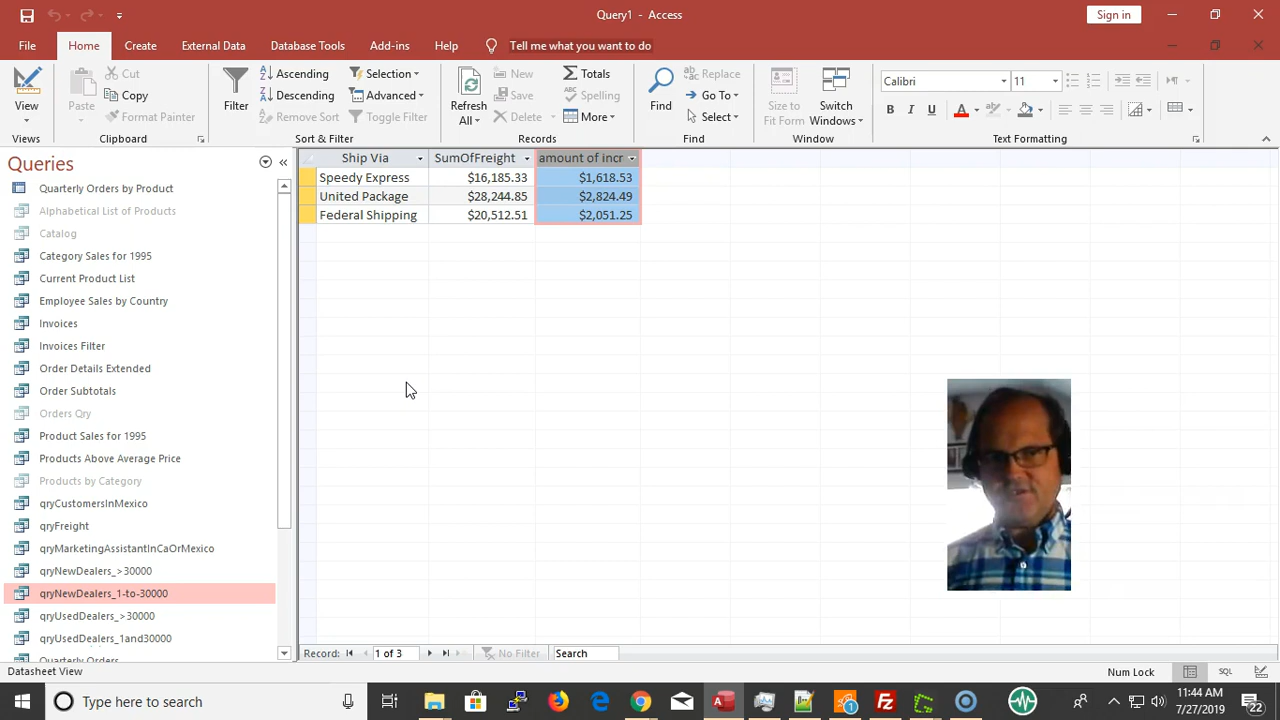 Query1 - Access
Sign in
File Home Create External Data Database Tools Add-ins Help Tell me what you want to do
View
Views
Paste
Cut
Copy
Format Painter
Clipboard
Filter
Ascending
Descending
Remove Sort
Selection
Advanced
Toggle Filter
Sort & Filter
Refresh
All
New
Save
Delete
Totals
Spelling
More
Records
Find
Replace
Go To
Select
Find
Size to
Fit Form
Switch
Windows
Window
Calibri 11
B I U
A
Text Formatting
Queries
Quarterly Orders by Product
Alphabetical List of Products
Catalog
Category Sales for 1995
Current Product List
Employee Sales by Country
Invoices
Invoices Filter
Order Details Extended
Order Subtotals
Orders Qry
Product Sales for 1995
Products Above Average Price
Products by Category
qryCustomersInMexico
qryFreight
qryMarketingAssistantInCaOrMexico
qryNewDealers_>30000
qryNewDealers_1-to-30000
qryUsedDealers_>30000
qryUsedDealers_1and30000
Quarterly Orders
Ship Via SumOfFreight amount of incr
Speedy Express $16,185.33 $1,618.53
United Package $28,244.85 $2,824.49
Federal Shipping $20,512.51 $2,051.25
Record: 1 of 3 No Filter Search
Datasheet View
Num Lock
SQL
Type here to search
11:44 AM
7/27/2019
22